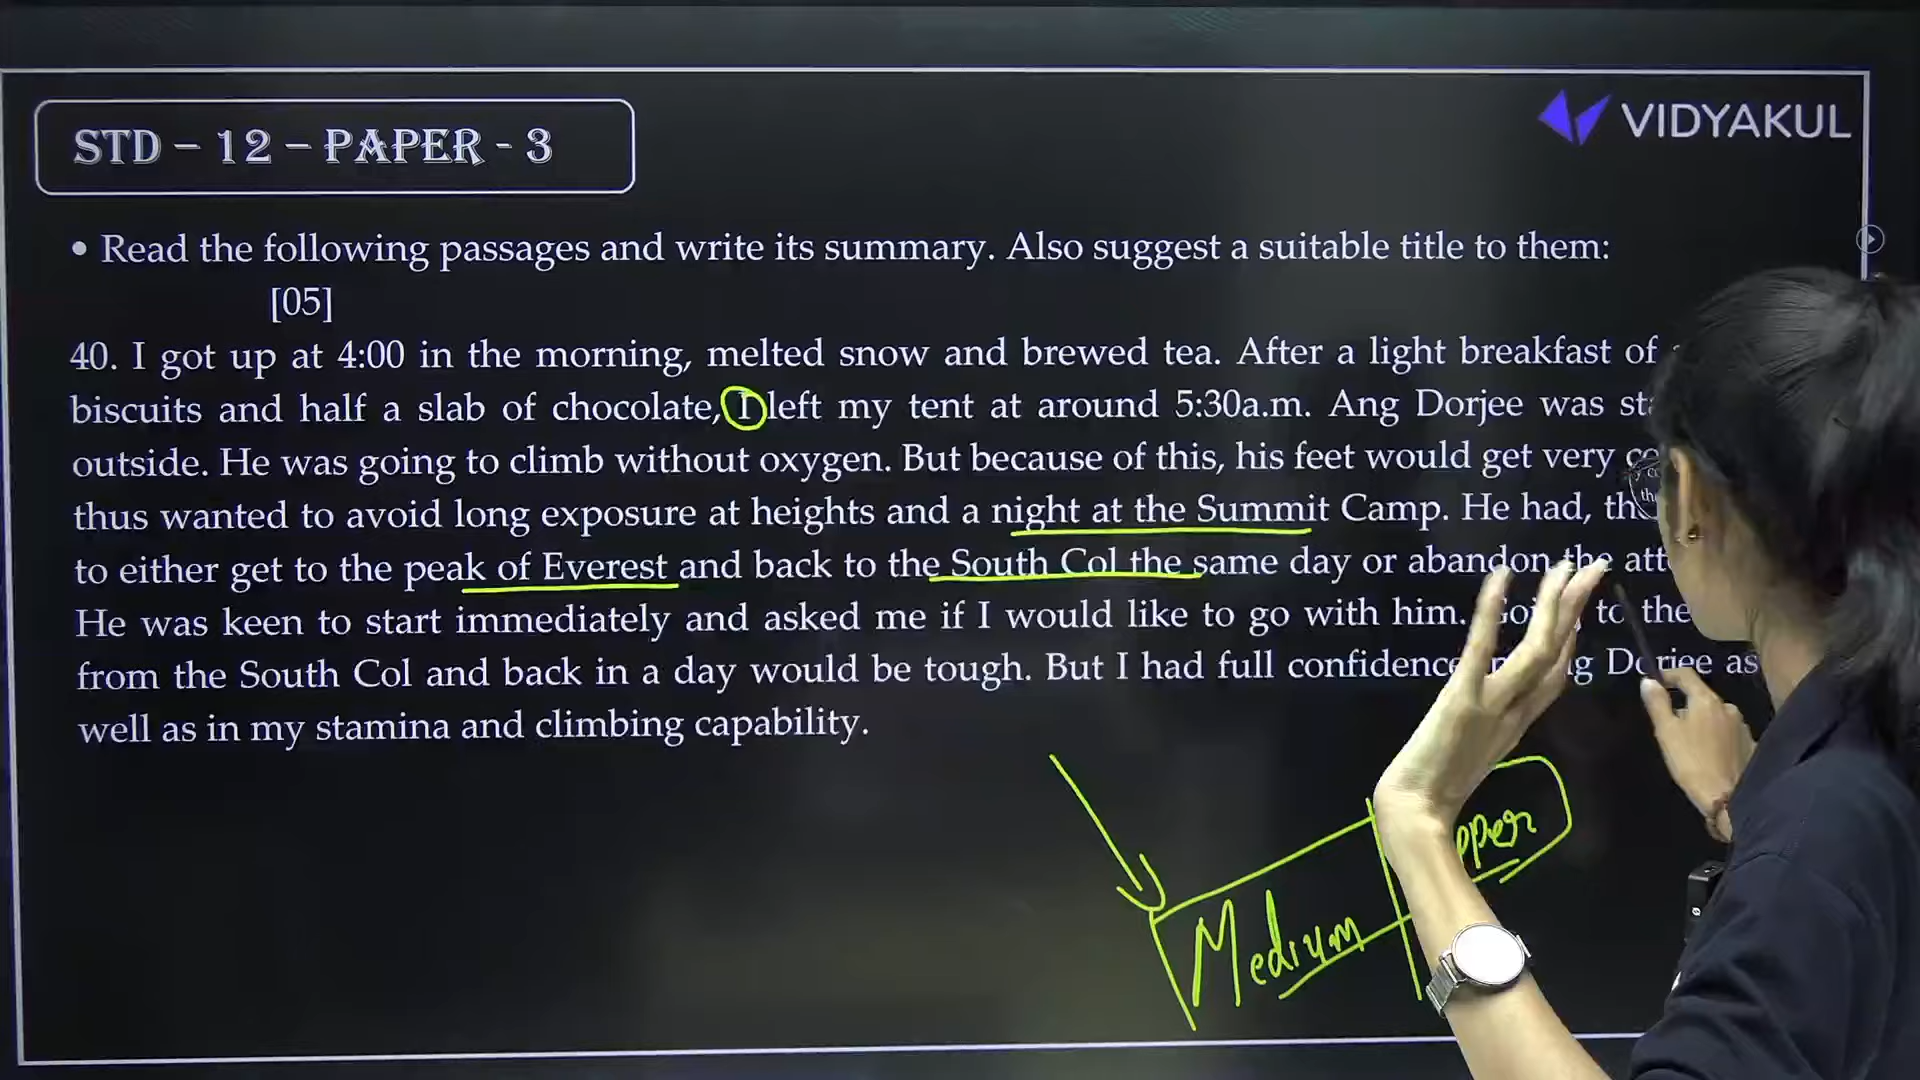 STD - 12 - PAPER - 3
VIDYAKUL
• Read the following passages and write its summary. Also suggest a suitable title to them:
[05]
40. I got up at 4:00 in the morning, melted snow and brewed tea. After a light breakfast of
biscuits and half a slab of chocolate, I left my tent at around 5:30a.m. Ang Dorjee was
outside. He was going to climb without oxygen. But because of this, his feet would get very
thus wanted to avoid long exposure at heights and a night at the Summit Camp. He had,
to either get to the peak of Everest and back to the South Col the same day or abandon the
He was keen to start immediately and asked me if I would like to go with him. to the
from the South Col and back in a day would be tough. But I had full confidence Dorjee as
well as in my stamina and climbing capability.
Medium